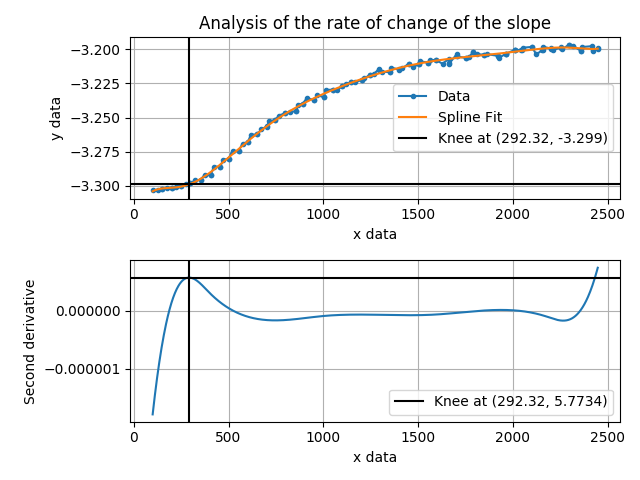 Analysis of the rate of change of the slope
−3.200
−3.225
−3.250
−3.275
−3.300
y data
Data
Spline Fit
Knee at (292.32, -3.299)
0 500 1000 1500 2000 2500
x data
0.000000
−0.000001
Second derivative
Knee at (292.32, 5.7734)
0 500 1000 1500 2000 2500
x data